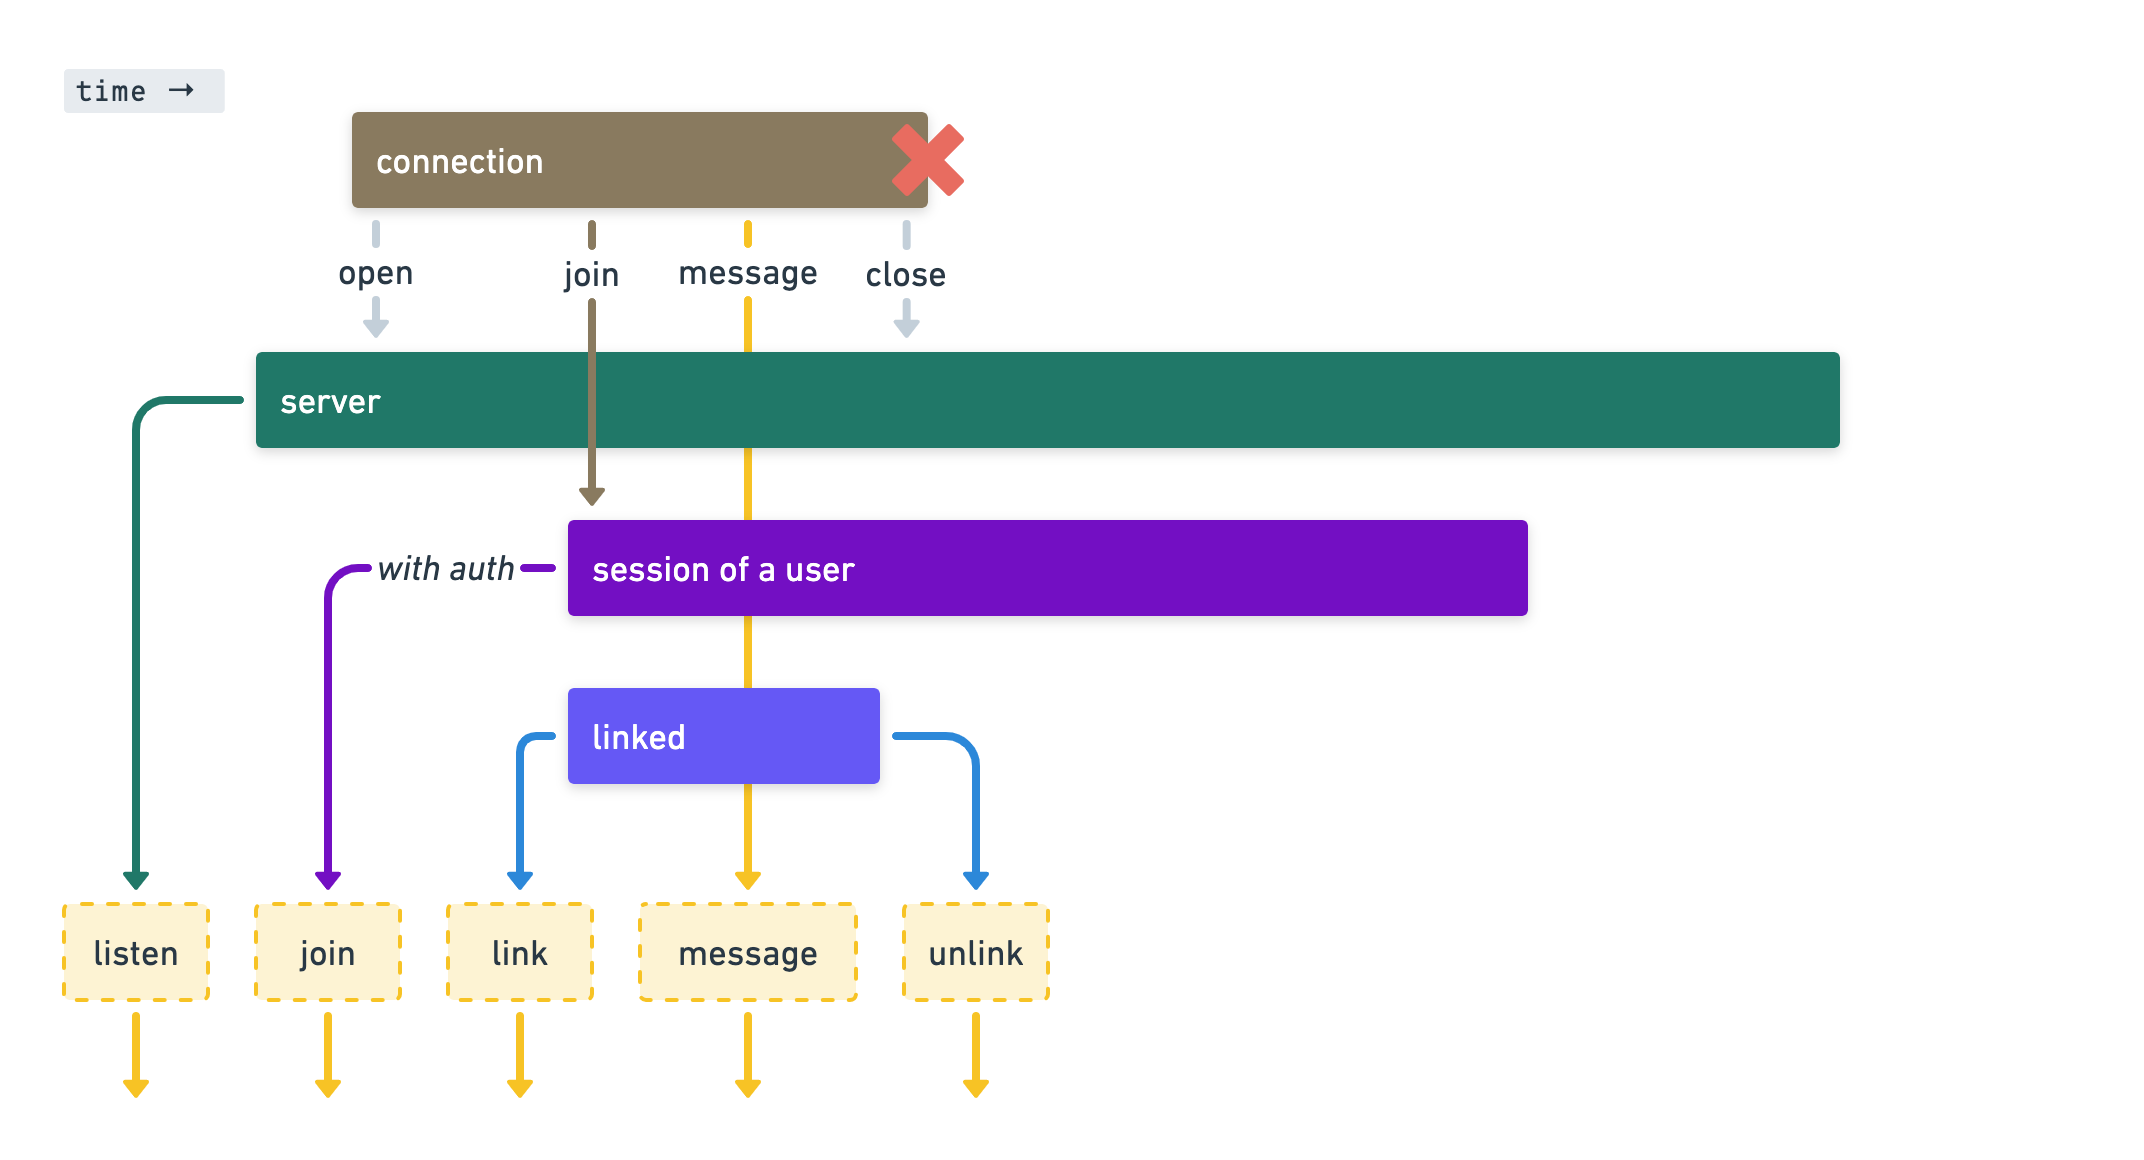 time →
connection
open
join
message
close
server
with auth
session of a user
linked
listen
join
link
message
unlink